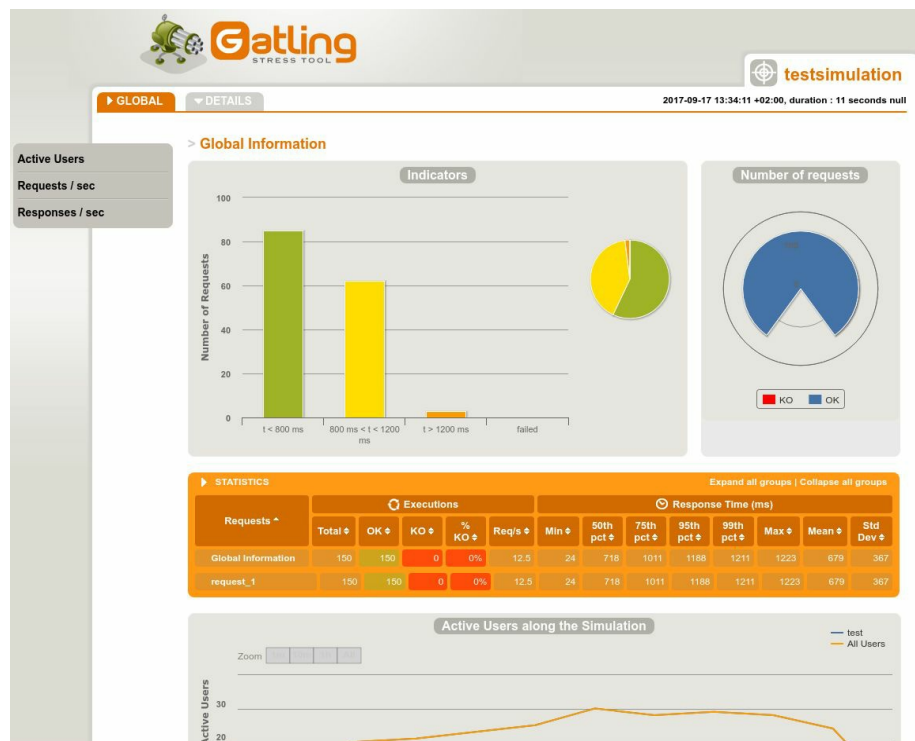 Gatling
STRESS TOOL
testsimulation
GLOBAL
DETAILS
2017-09-17 13:34:11 +02:00, duration : 11 seconds null
> Global Information
Active Users
Requests / sec
Responses / sec
Indicators
Number of Requests
100
80
60
40
20
0
t < 800 ms
800 ms < t < 1200
ms
t > 1200 ms
failed
Number of requests
KO
OK
STATISTICS
Expand all groups | Collapse all groups
Requests
Executions
Response Time (ms)
Total OK KO % KO Req/s Min 50th pct 75th pct 95th pct 99th pct Max Mean Std Dev
Global Information 150 150 0 0% 12.5 24 718 1011 1188 1211 1223 679 367
request_1 150 150 0 0% 12.5 24 718 1011 1188 1211 1223 679 367
Active Users along the Simulation
test
All Users
Zoom
Active Users
30
20